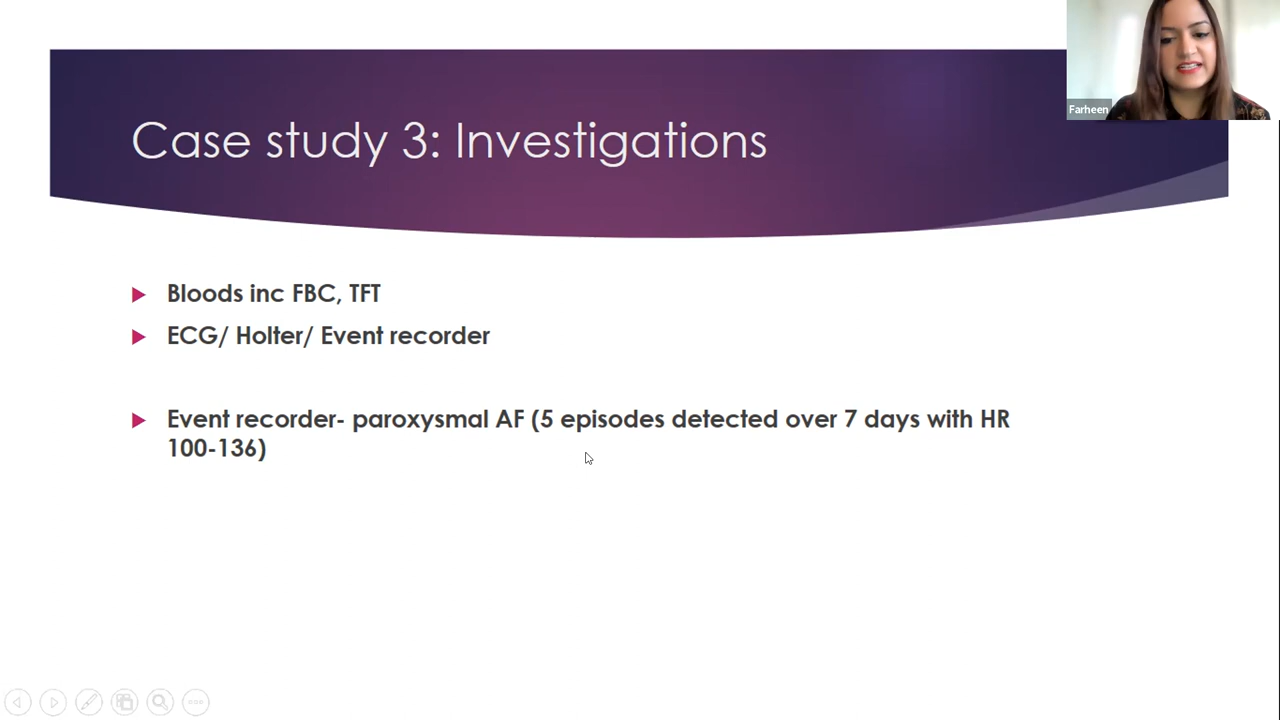 Case study 3: Investigations
Farheen
Bloods inc FBC, TFT
ECG/ Holter/ Event recorder
Event recorder- paroxysmal AF (5 episodes detected over 7 days with HR
100-136)